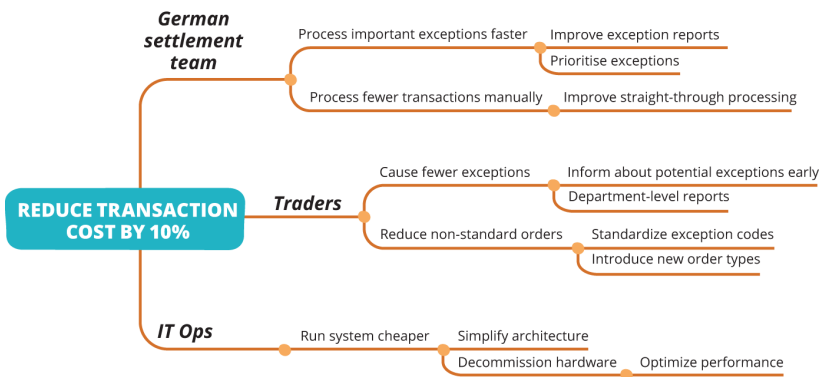 German
settlement
team
Process important exceptions faster
Improve exception reports
Prioritise exceptions
Process fewer transactions manually
Improve straight-through processing
REDUCE TRANSACTION
COST BY 10%
Traders
Cause fewer exceptions
Inform about potential exceptions early
Department-level reports
Reduce non-standard orders
Standardize exception codes
Introduce new order types
IT Ops
Run system cheaper
Simplify architecture
Decommission hardware
Optimize performance